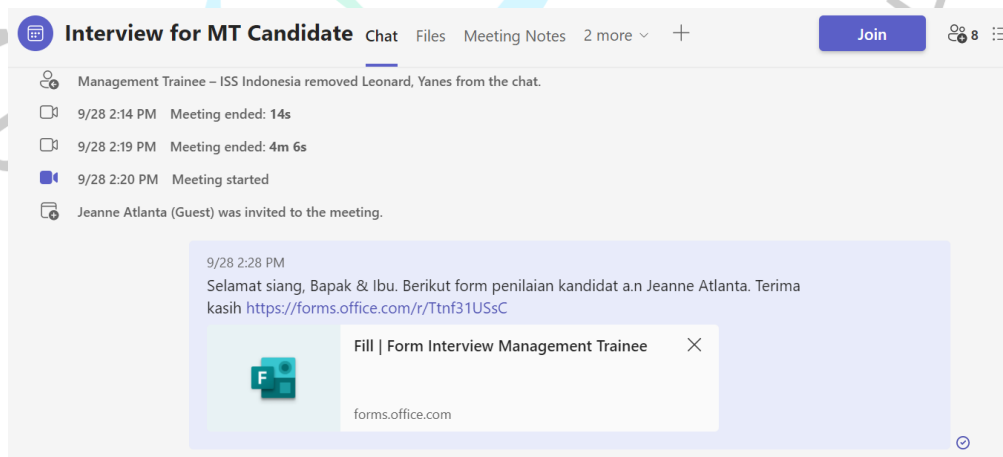 Interview for MT Candidate Chat Files Meeting Notes 2 more Join 8
Management Trainee – ISS Indonesia removed Leonard, Yanes from the chat.
9/28 2:14 PM Meeting ended: 14s
9/28 2:19 PM Meeting ended: 4m 6s
9/28 2:20 PM Meeting started
Jeanne Atlanta (Guest) was invited to the meeting.
9/28 2:28 PM
Selamat siang, Bapak & Ibu. Berikut form penilaian kandidat a.n Jeanne Atlanta. Terima
kasih https://forms.office.com/r/Ttnf31USsC
Fill | Form Interview Management Trainee
F
forms.office.com